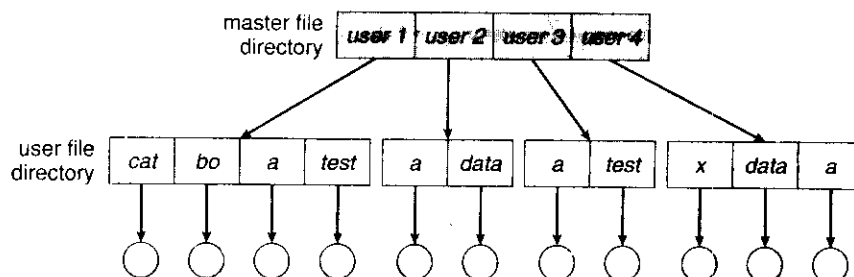 master file
directory
user 1 user 2 user 3 user 4
user file
directory
cat bo a test a data a test x data a